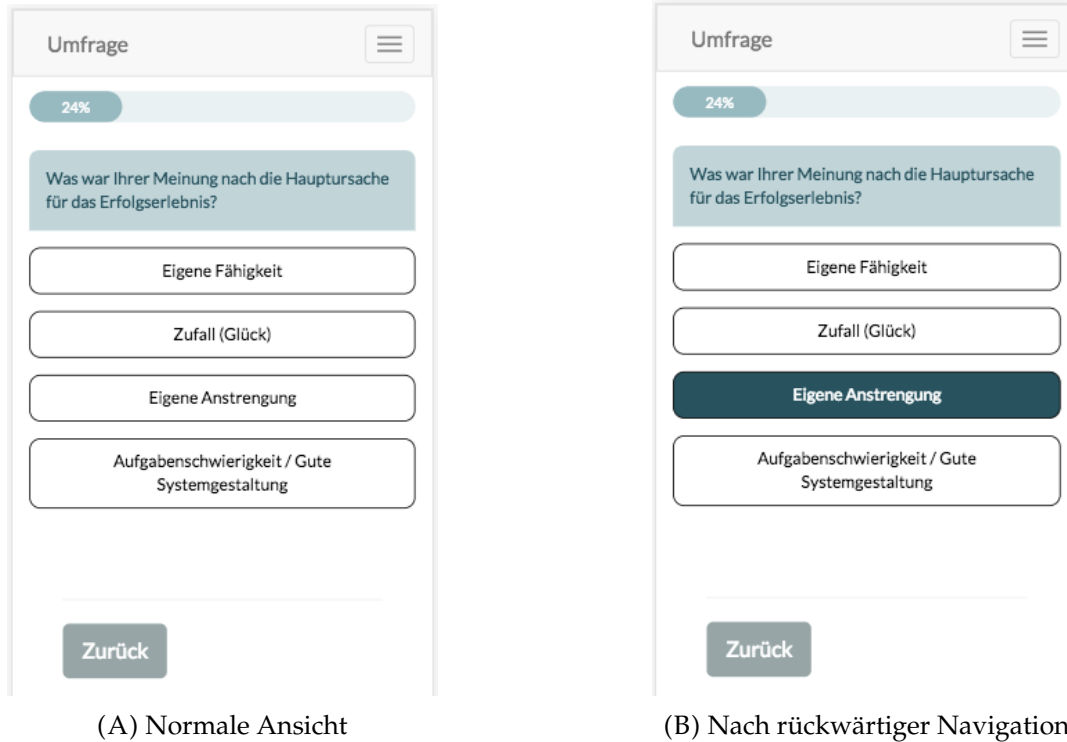 Umfrage
24%
Was war Ihrer Meinung nach die Hauptursache
für das Erfolgserlebnis?
Eigene Fähigkeit
Zufall (Glück)
Eigene Anstrengung
Aufgabenschwierigkeit / Gute
Systemgestaltung
Zurück
(A) Normale Ansicht
Umfrage
24%
Was war Ihrer Meinung nach die Hauptursache
für das Erfolgserlebnis?
Eigene Fähigkeit
Zufall (Glück)
Eigene Anstrengung
Aufgabenschwierigkeit / Gute
Systemgestaltung
Zurück
(B) Nach rückwärtiger Navigation